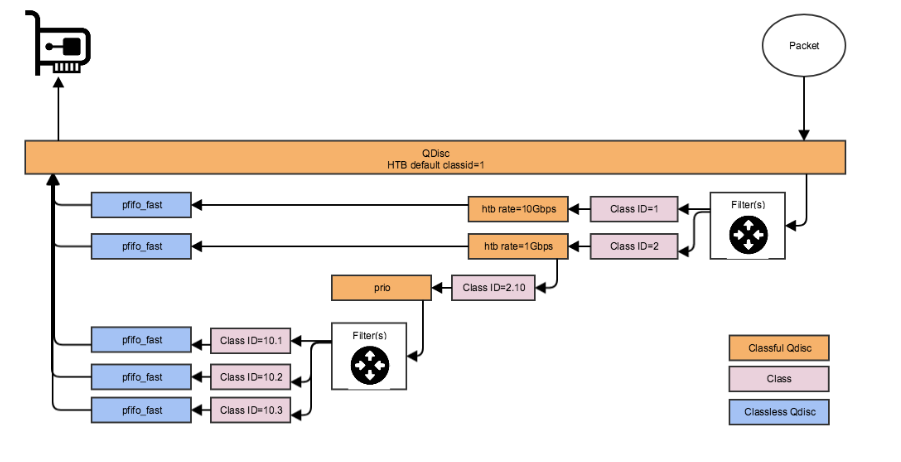 Packet
QDisc
HTB default classid=1
pfifo_fast
htb rate=10Gbps
Class ID=1
Filter(s)
pfifo_fast
htb rate=1Gbps
Class ID=2
prio
Class ID=2.10
Filter(s)
pfifo_fast
Class ID=10.1
pfifo_fast
Class ID=10.2
pfifo_fast
Class ID=10.3
Classful Qdisc
Class
Classless Qdisc